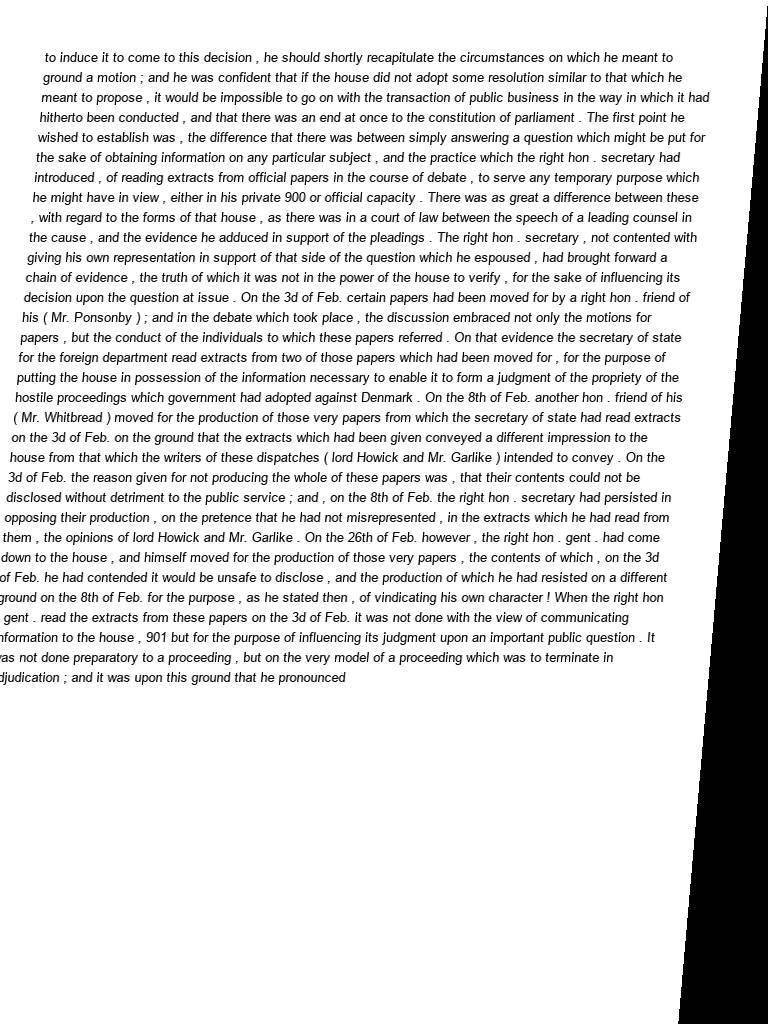 to induce it to come to this decision , he should shortly recapitulate the circumstances on which he meant to
ground a motion ; and he was confident that if the house did not adopt some resolution similar to that which he
meant to propose , it would be impossible to go on with the transaction of public business in the way in which it had
hitherto been conducted , and that there was an end at once to the constitution of parliament . The first point he
wished to establish was , the difference that there was between simply answering a question which might be put for
the sake of obtaining information on any particular subject , and the practice which the right hon . secretary had
introduced , of reading extracts from official papers in the course of debate , to serve any temporary purpose which
he might have in view , either in his private 900 or official capacity . There was as great a difference between these
, with regard to the forms of that house , as there was in a court of law between the speech of a leading counsel in
the cause , and the evidence he adduced in support of the pleadings . The right hon . secretary , not contented with
giving his own representation in support of that side of the question which he espoused , had brought forward a
chain of evidence , the truth of which it was not in the power of the house to verify , for the sake of influencing its
decision upon the question at issue . On the 3d of Feb. certain papers had been moved for by a right hon . friend of
his ( Mr. Ponsonby ) ; and in the debate which took place , the discussion embraced not only the motions for
papers , but the conduct of the individuals to which these papers referred . On that evidence the secretary of state
for the foreign department read extracts from two of those papers which had been moved for , for the purpose of
putting the house in possession of the information necessary to enable it to form a judgment of the propriety of the
hostile proceedings which government had adopted against Denmark . On the 8th of Feb. another hon . friend of his
( Mr. Whitbread ) moved for the production of those very papers from which the secretary of state had read extracts
on the 3d of Feb. on the ground that the extracts which had been given conveyed a different impression to the
house from that which the writers of these dispatches ( lord Howick and Mr. Garlike ) intended to convey . On the
3d of Feb. the reason given for not producing the whole of these papers was , that their contents could not be
disclosed without detriment to the public service ; and , on the 8th of Feb. the right hon . secretary had persisted in
opposing their production , on the pretence that he had not misrepresented , in the extracts which he had read from
them , the opinions of lord Howick and Mr. Garlike . On the 26th of Feb. however , the right hon . gent . had come
down to the house , and himself moved for the production of those very papers , the contents of which , on the 3d
of Feb. he had contended it would be unsafe to disclose , and the production of which he had resisted on a different
ground on the 8th of Feb. for the purpose , as he stated then , of vindicating his own character ! When the right hon
gent . read the extracts from these papers on the 3d of Feb. it was not done with the view of communicating
nformation to the house , 901 but for the purpose of influencing its judgment upon an important public question . It
as not done preparatory to a proceeding , but on the very model of a proceeding which was to terminate in
djudication ; and it was upon this ground that he pronounced